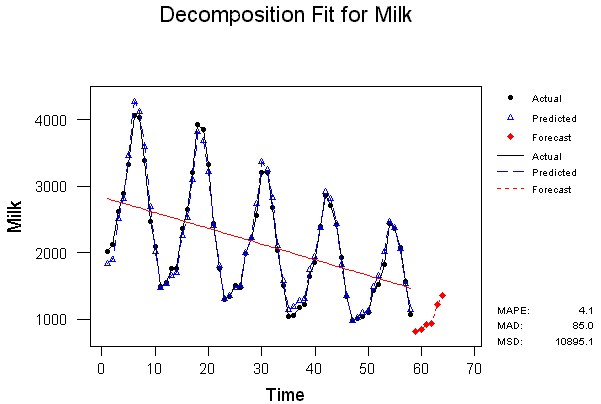 Decomposition Fit for Milk
Actual
Predicted
Forecast
Actual
Predicted
Forecast
4000
3000
2000
1000
Milk
0 10 20 30 40 50 60 70
Time
MAPE: 4.1
MAD: 85.0
MSD: 10895.1